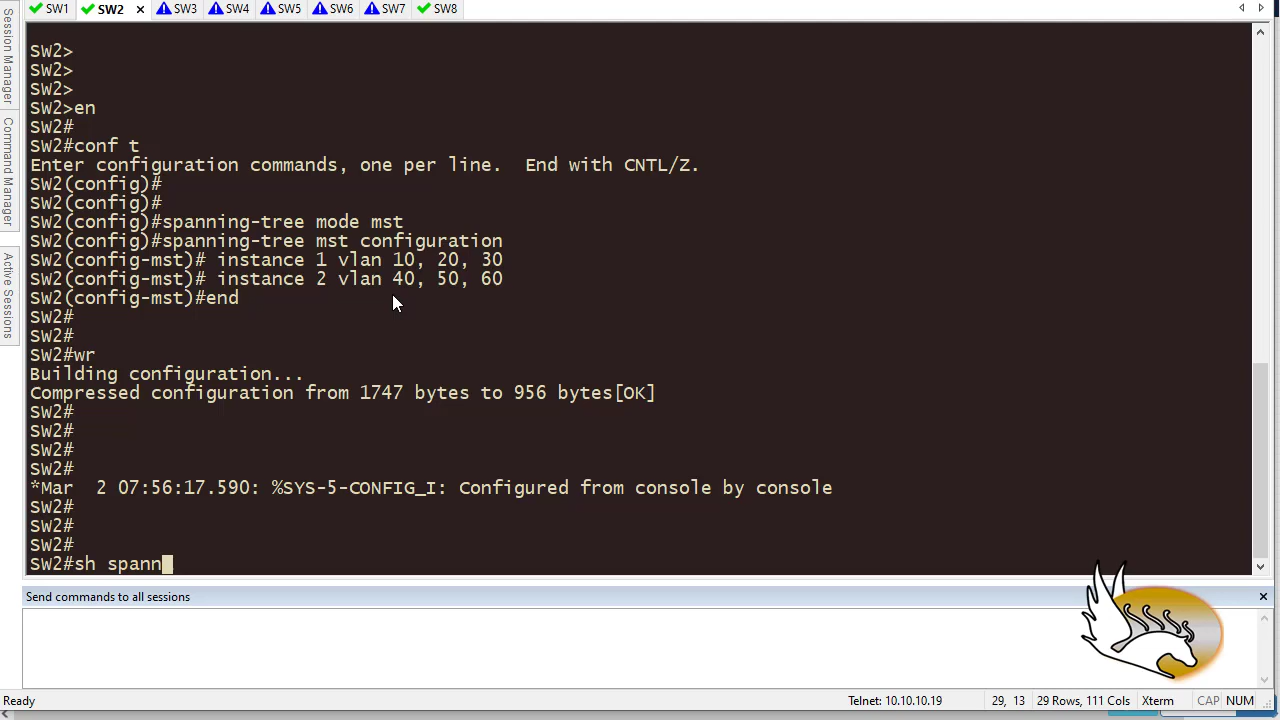 SW1
SW2
SW3
SW4
SW5
SW6
SW7
SW8
Session Manager
Command Manager
Active Sessions
SW2>
SW2>
SW2>
SW2>en
SW2#
SW2#conf t
Enter configuration commands, one per line.  End with CNTL/Z.
SW2(config)#
SW2(config)#
SW2(config)#spanning-tree mode mst
SW2(config)#spanning-tree mst configuration
SW2(config-mst)# instance 1 vlan 10, 20, 30
SW2(config-mst)# instance 2 vlan 40, 50, 60
SW2(config-mst)#end
SW2#
SW2#
SW2#wr
Building configuration...
Compressed configuration from 1747 bytes to 956 bytes[OK]
SW2#
SW2#
SW2#
SW2#
*Mar  2 07:56:17.590: %SYS-5-CONFIG_I: Configured from console by console
SW2#
SW2#
SW2#
SW2#sh spann
Send commands to all sessions
Ready
Telnet: 10.10.10.19
29, 13
29 Rows, 111 Cols
Xterm
CAP
NUM